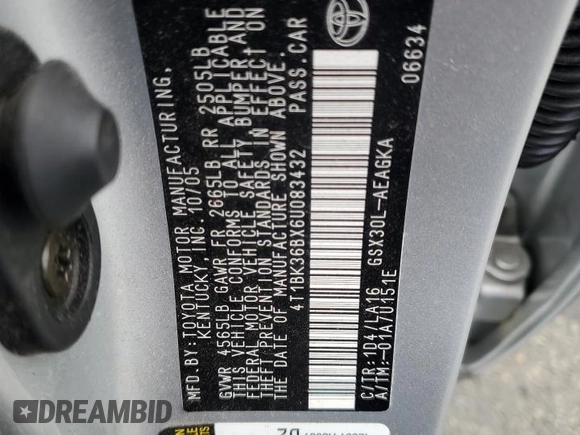 MFD. BY: TOYOTA MOTOR MANUFACTURING.
KENTUCKY, INC. 10/05
GVWR 4565LB GAWR FR 2665LB RR 2505LB
THIS VEHICLE CONFORMS TO ALL APPLICABLE
FEDERAL MOTOR VEHICLE SAFETY, BUMPER, AND
THEFT PREVENTION STANDARDS IN EFFECT ON
THE DATE OF MANUFACTURE SHOWN ABOVE.
4T1BK36BX6U083432 PASS. CAR
C/TR: 1D4/LA16 GSX30L-AEAGKA
A/TM: -01A/U151E
06634
TOYOTA
DREAMBID